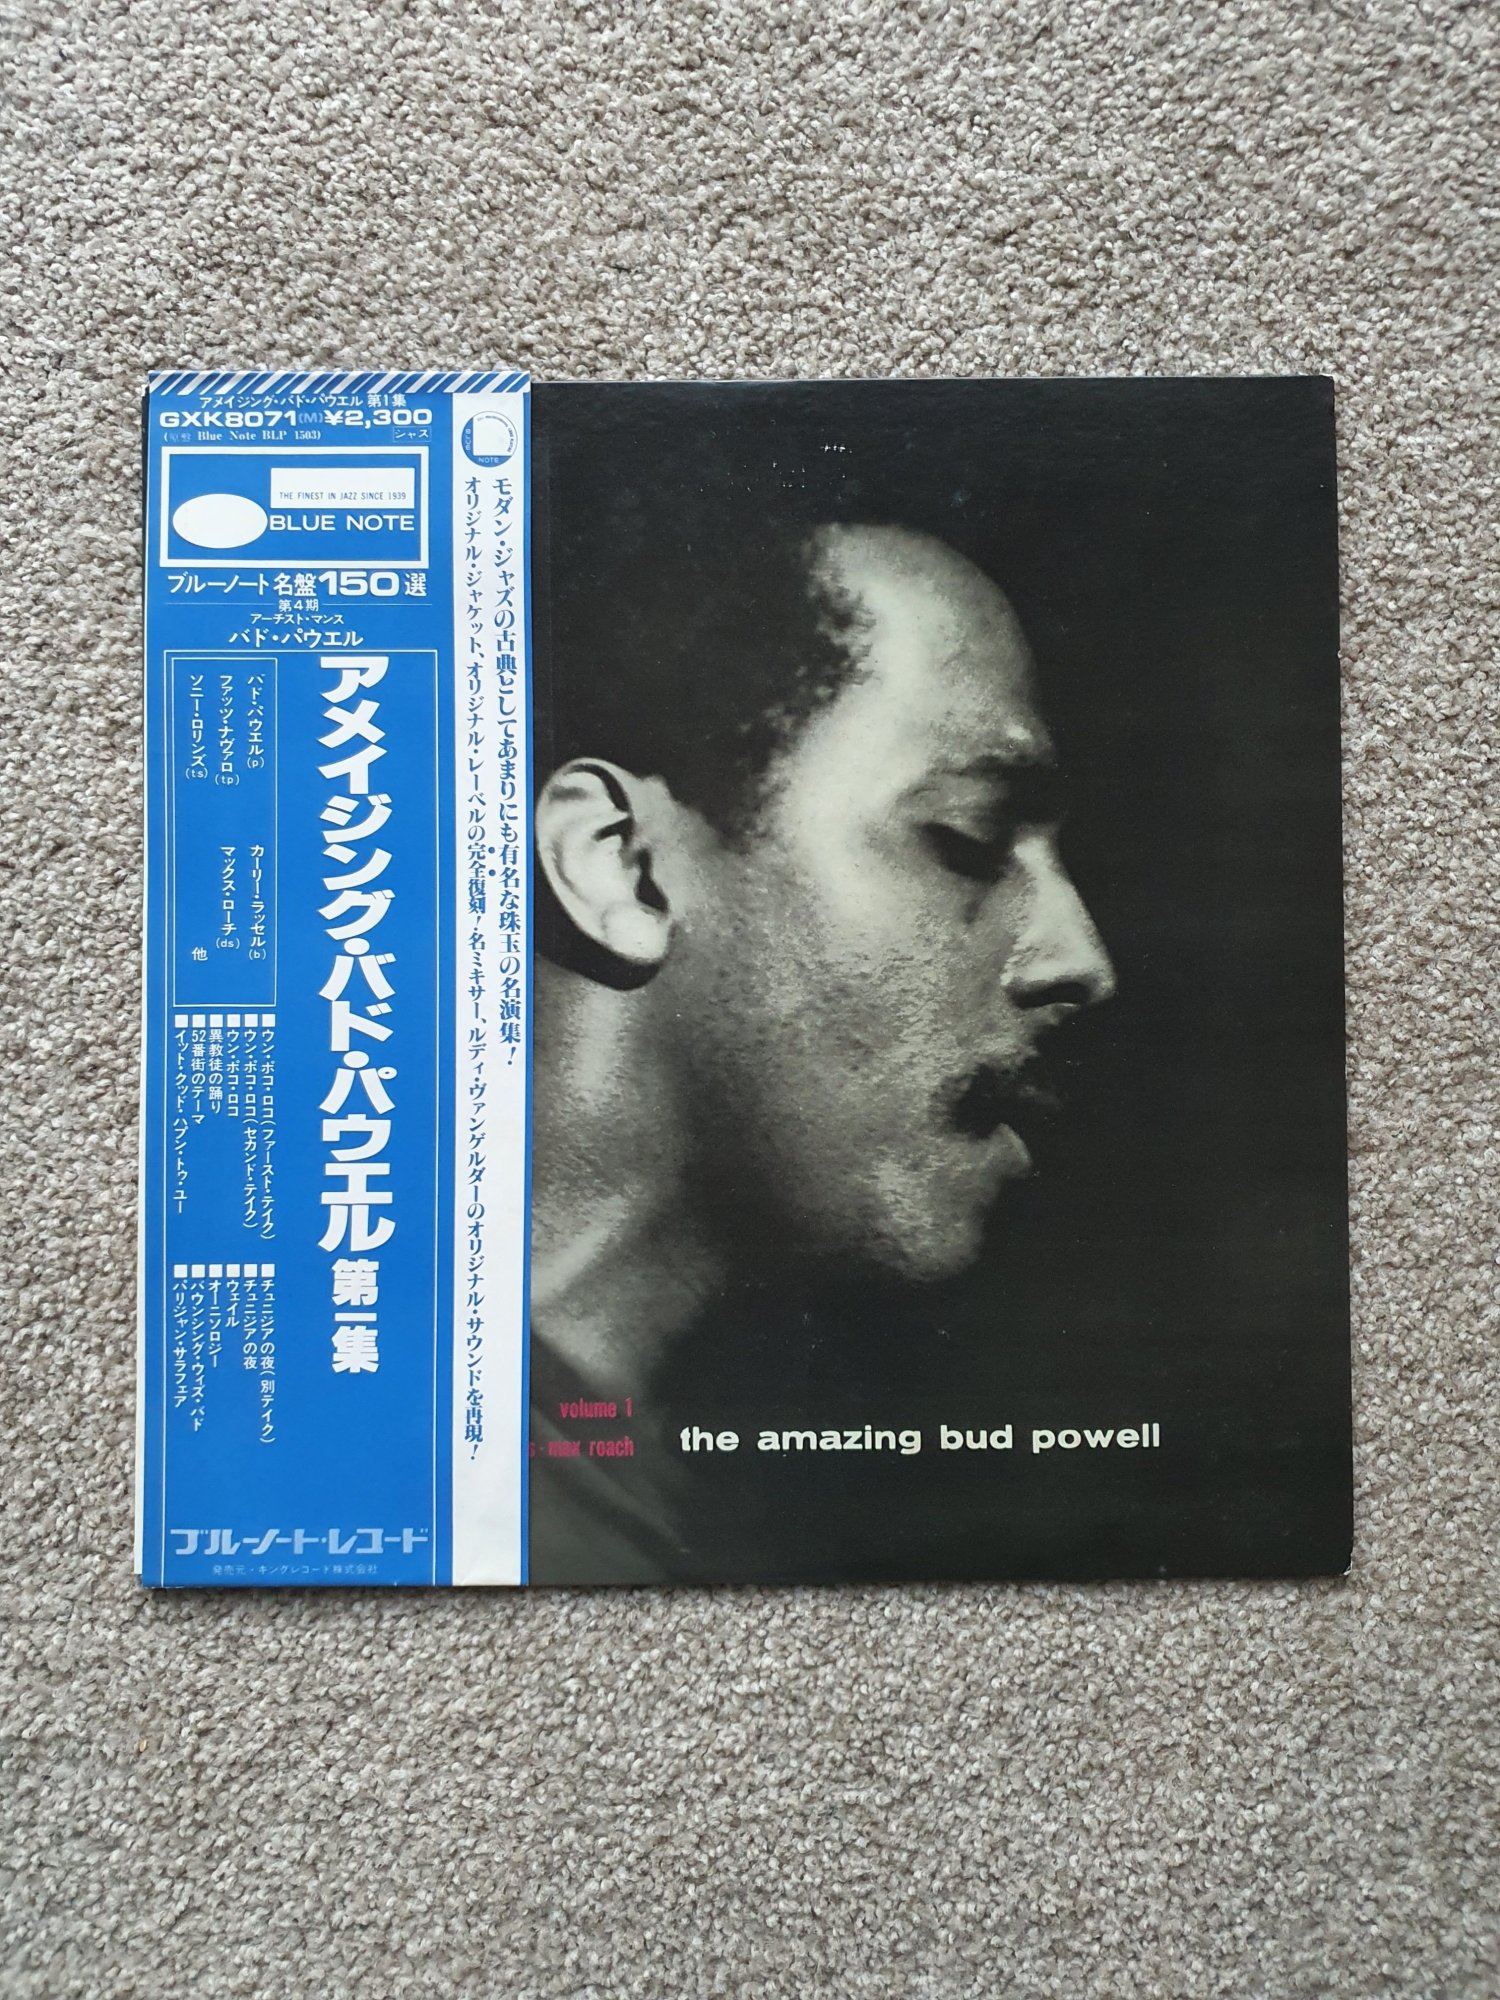 アメイジング・バド・パウエル 第1集
GXK8071(M) ¥2,300
(原盤 Blue Note BLP 1503) シャス
THE FINEST IN JAZZ SINCE 1939
BLUE NOTE
ブルーノート名盤150選
第4期
アーチスト・マンス
バド・パウエル
アメイジング・バド・パウエル 第一集
バド・パウエル(p)
ファッツ・ナヴァロ(tp)
ソニー・ロリンズ(ts)
カーリー・ラッセル(b)
マックス・ローチ(ds)
他
■ウン・ポコ・ロコ(ファースト・テイク)
■ウン・ポコ・ロコ(セカンド・テイク)
■ウン・ポコ・ロコ
■異教徒の踊り
■52番街のテーマ
■イット・クッド・ハプン・トゥ・ユー
■チュニジアの夜(別テイク)
■チュニジアの夜
■ウェイル
■オーニソロジー
■バウンシング・ウィズ・バド
■パリジャン・サラフェア
ブルーノート・レコード
発売元・キングレコード株式会社
NOTE
モダン・ジャズの古典としてあまりにも有名な珠玉の名演集!
オリジナル・ジャケット、オリジナル・レーベルの完全復刻!名ミキサー、ルディ・ヴァンゲルダーのオリジナル・サウンドを再現!
volume 1
s·max roach
the amazing bud powell